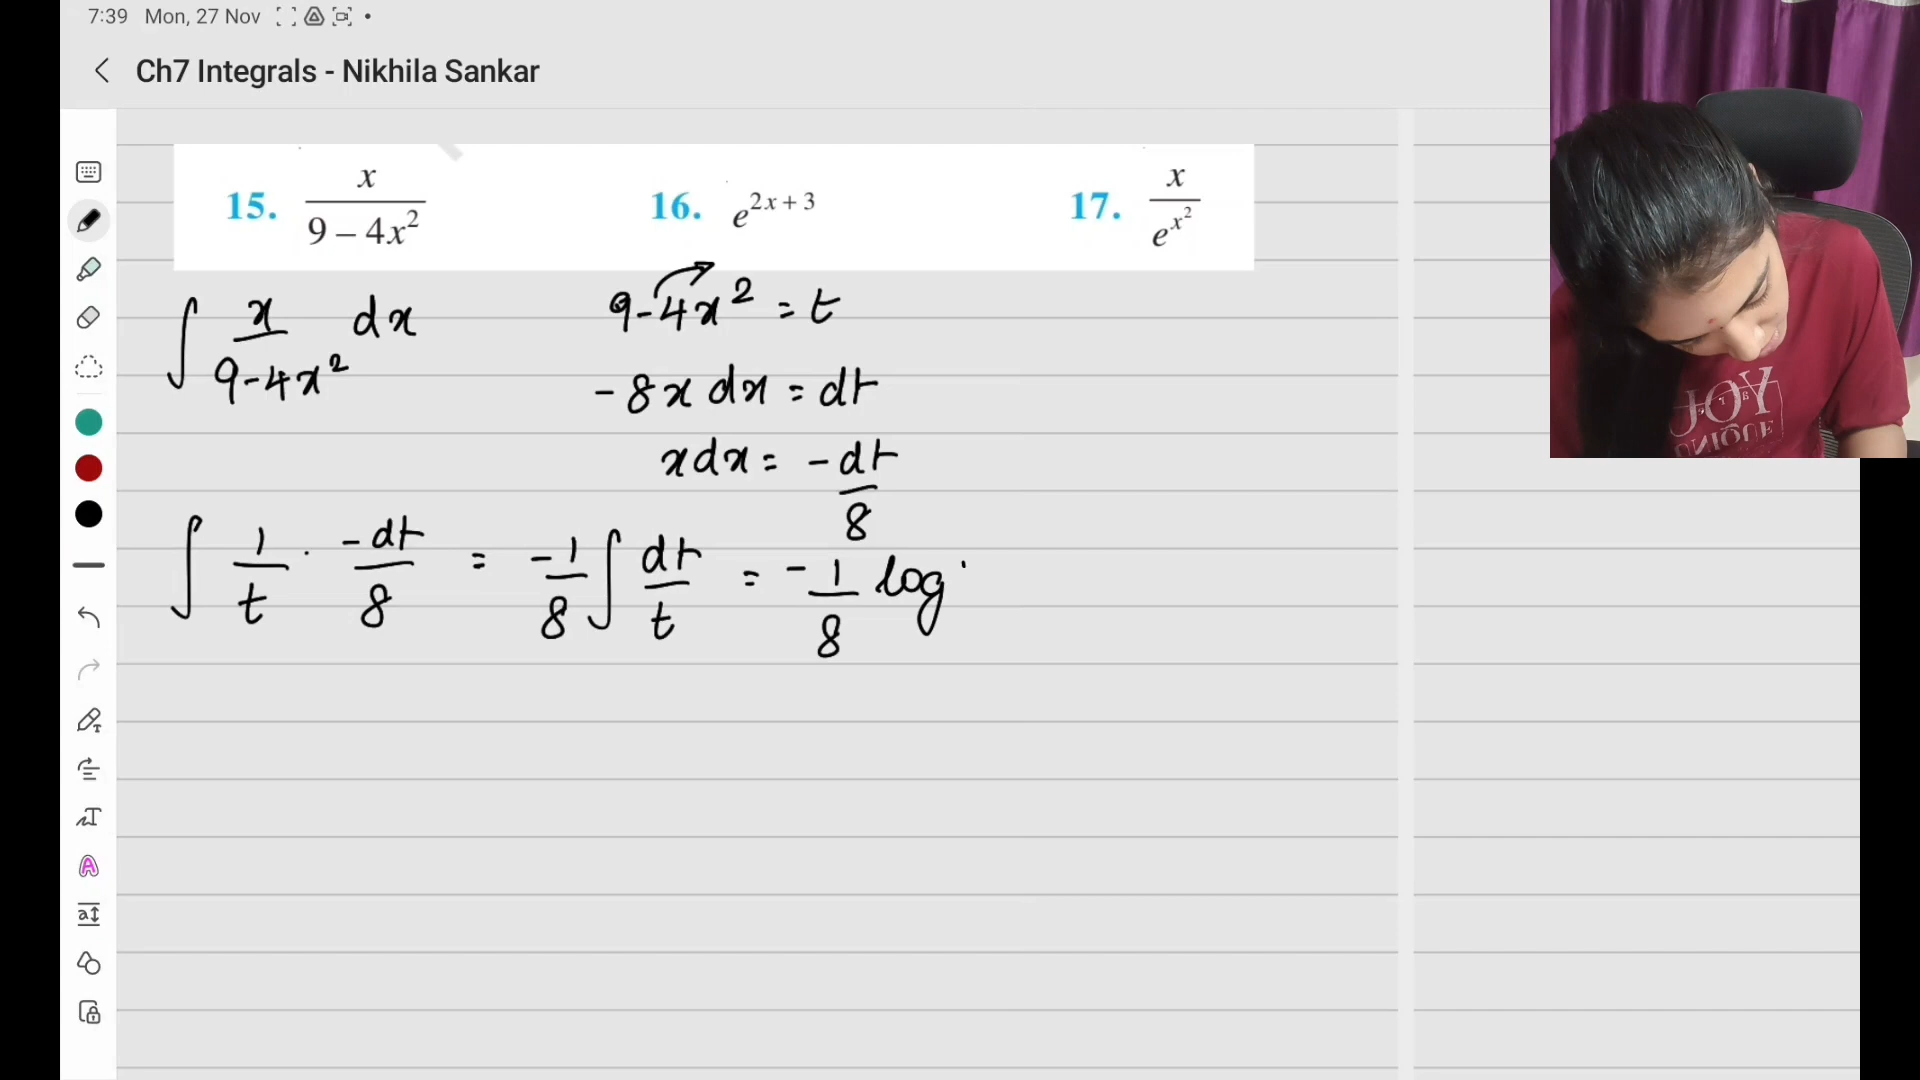 7:39 Mon, 27 Nov
Ch7 Integrals - Nikhila Sankar
15. x / (9 – 4x²) 16. e^(2x + 3) 17. x / e^(x²)
∫ x / (9-4x²) dx 9-4x² = t
-8x dx = dt
x dx = -dt/8
∫ 1/t · -dt/8 = -1/8 ∫ dt/t = -1/8 log